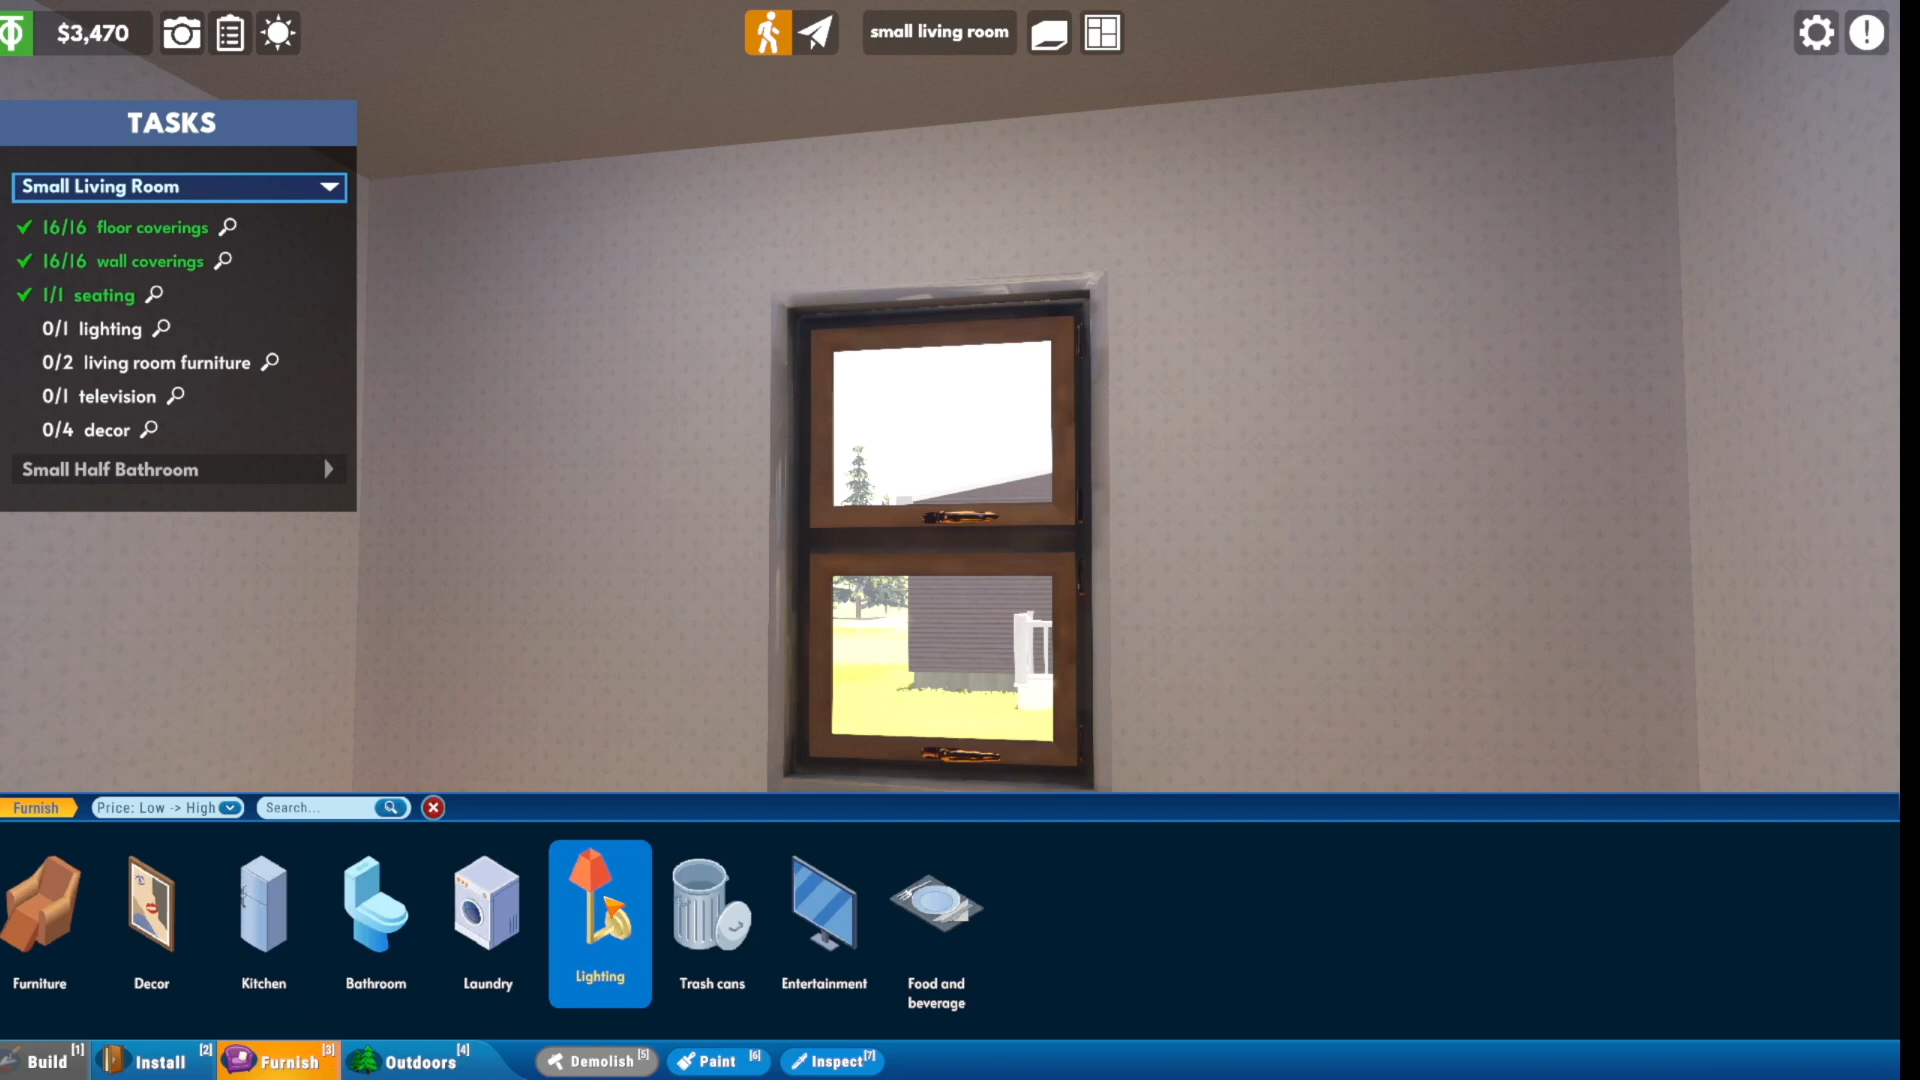 $3,470
small living room
TASKS
Small Living Room
16/16 floor coverings
16/16 wall coverings
1/1 seating
0/1 lighting
0/2 living room furniture
0/1 television
0/4 decor
Small Half Bathroom
Furnish
Price: Low -> High
Search...
Furniture
Decor
Kitchen
Bathroom
Laundry
Lighting
Trash cans
Entertainment
Food and
beverage
Build [1]
Install [2]
Furnish [3]
Outdoors [4]
Demolish [5]
Paint [6]
Inspect [7]